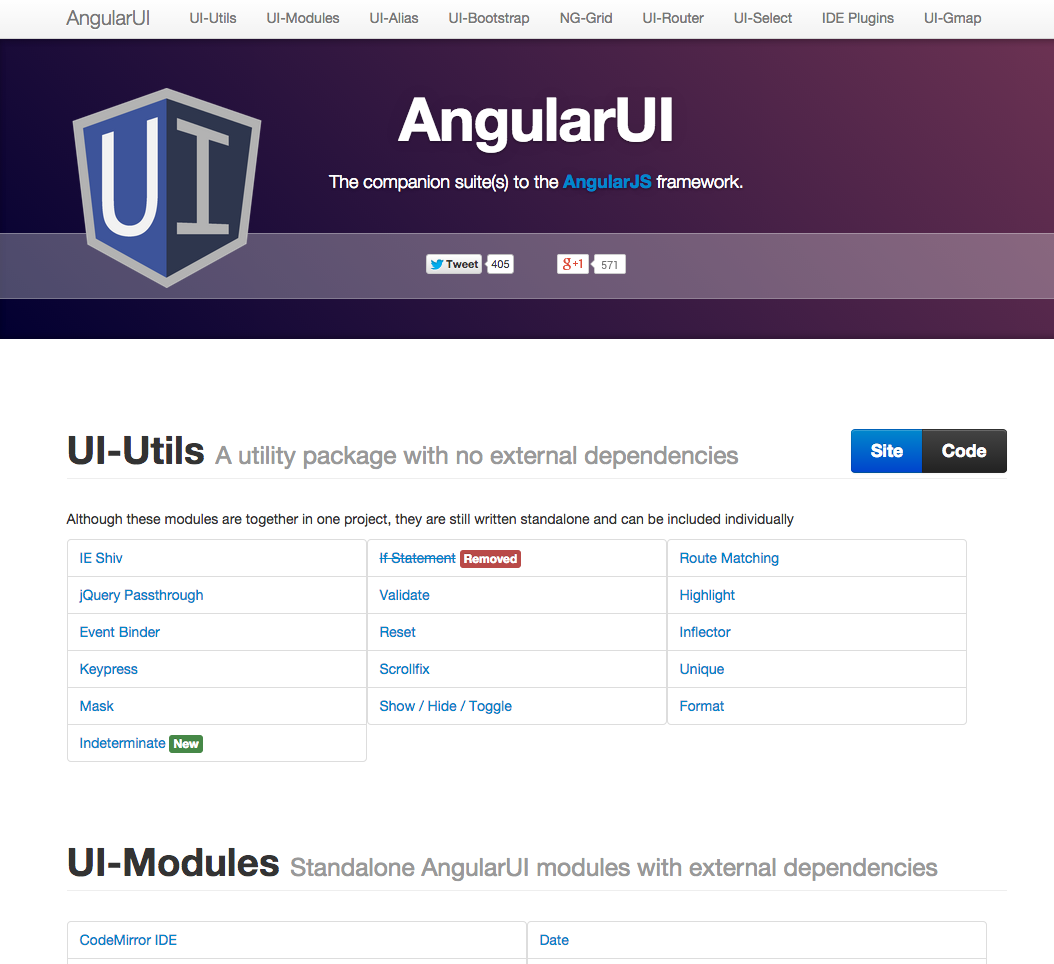 AngularUI UI-Utils UI-Modules UI-Alias UI-Bootstrap NG-Grid UI-Router UI-Select IDE Plugins UI-Gmap
UI
AngularUI
The companion suite(s) to the AngularJS framework.
Tweet 405 g+1 571
UI-Utils A utility package with no external dependencies Site Code
Although these modules are together in one project, they are still written standalone and can be included individually
IE Shiv If Statement Removed Route Matching
jQuery Passthrough Validate Highlight
Event Binder Reset Inflector
Keypress Scrollfix Unique
Mask Show / Hide / Toggle Format
Indeterminate New
UI-Modules Standalone AngularUI modules with external dependencies
CodeMirror IDE Date